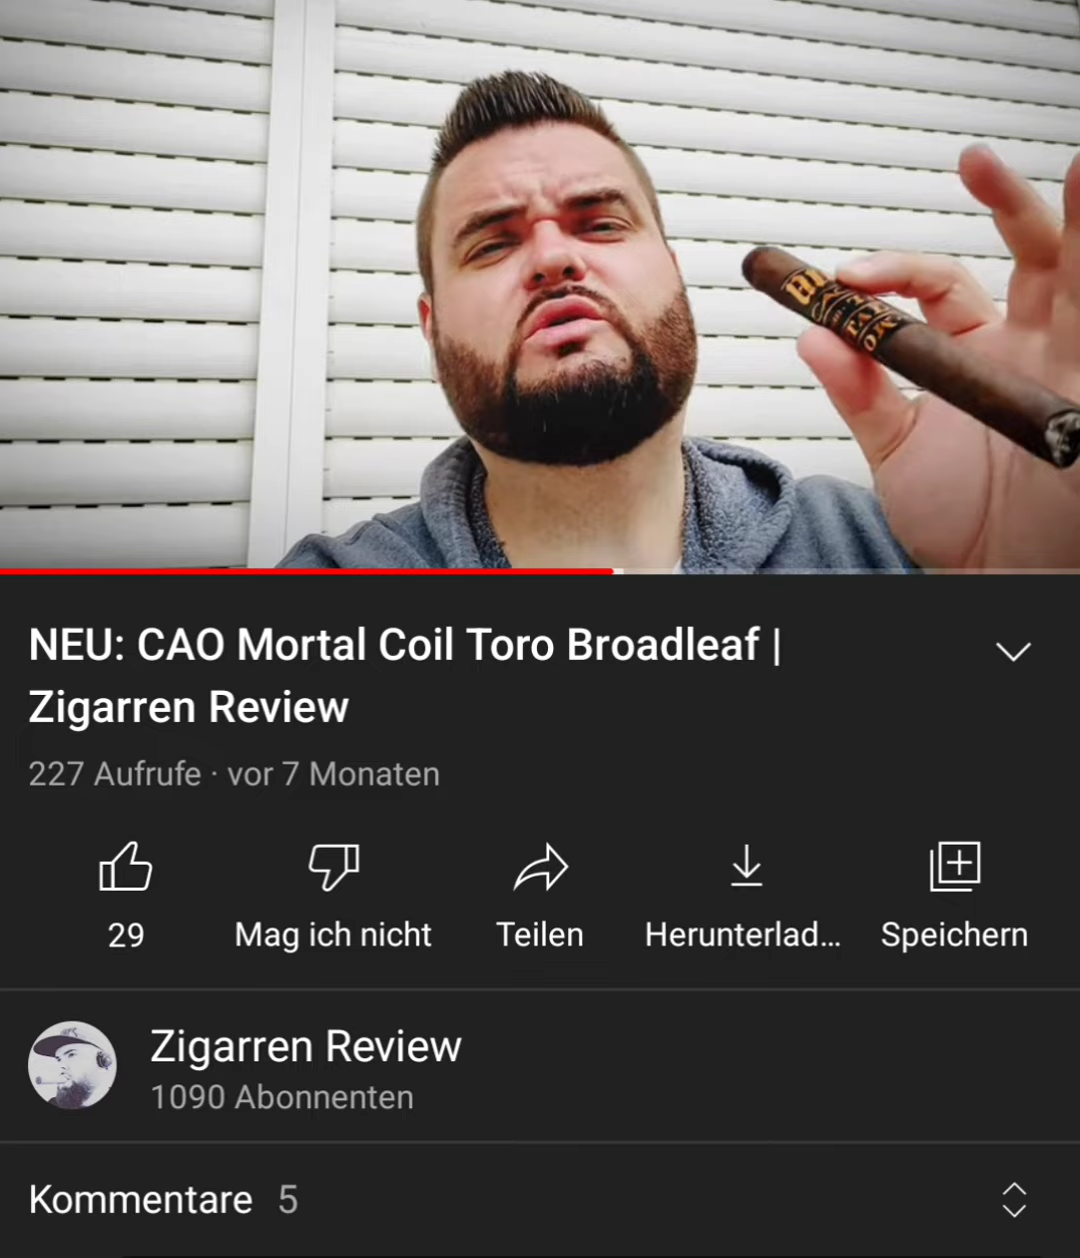 NEU: CAO Mortal Coil Toro Broadleaf |
Zigarren Review
227 Aufrufe · vor 7 Monaten
29
Mag ich nicht
Teilen
Herunterlad...
Speichern
Zigarren Review
1090 Abonnenten
Kommentare 5